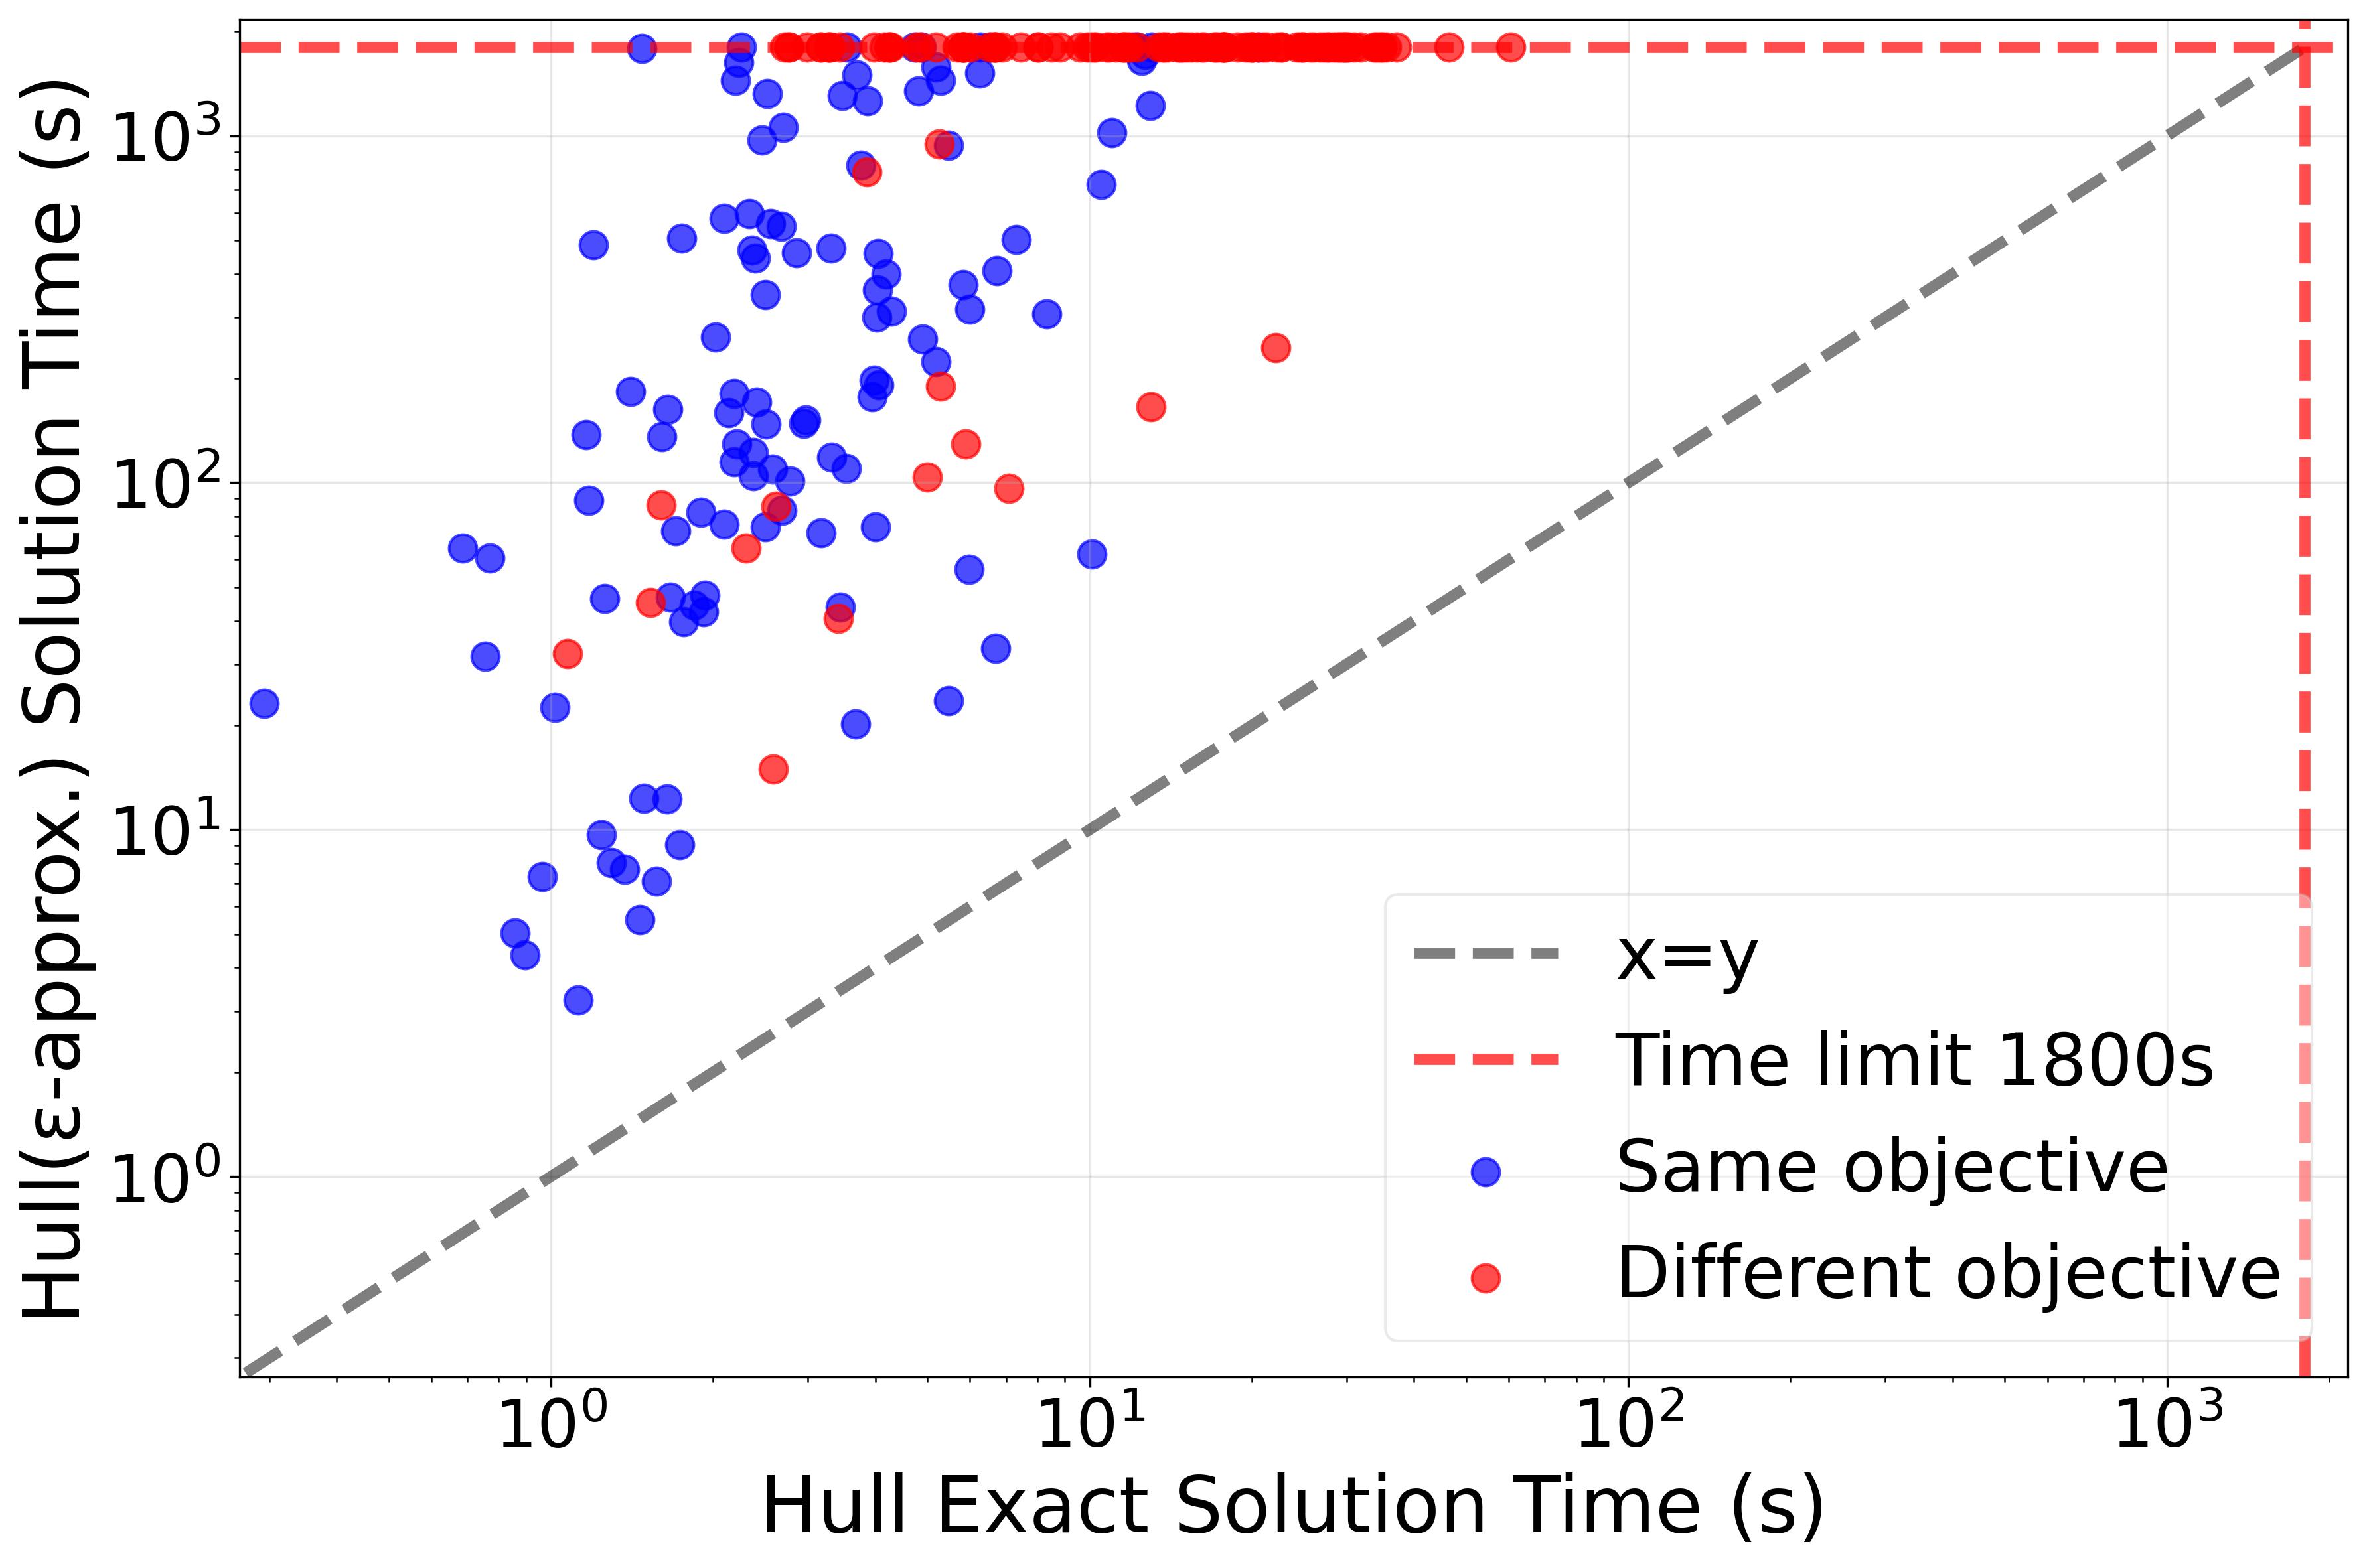 Hull(ε-approx.) Solution Time (s)
10³
10²
10¹
10⁰
x=y
Time limit 1800s
Same objective
Different objective
10⁰ 10¹ 10² 10³
Hull Exact Solution Time (s)